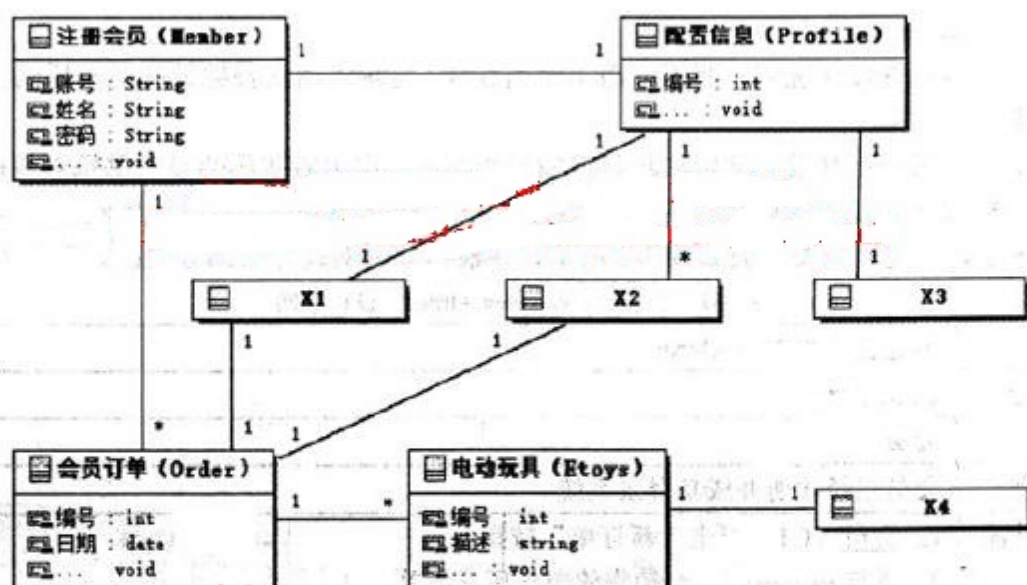 注册会员（Member）
账号 : String
姓名 : String
密码 : String
... : void
1
1
配置信息（Profile）
编号 : int
... : void
1
1
1
1
1
*
1
X1
X2
X3
1
1
*
1
1
会员订单（Order）
编号 : int
日期 : date
... void
1
*
电动玩具（Etoys）
编号 int
描述 string
... : void
1
1
X4